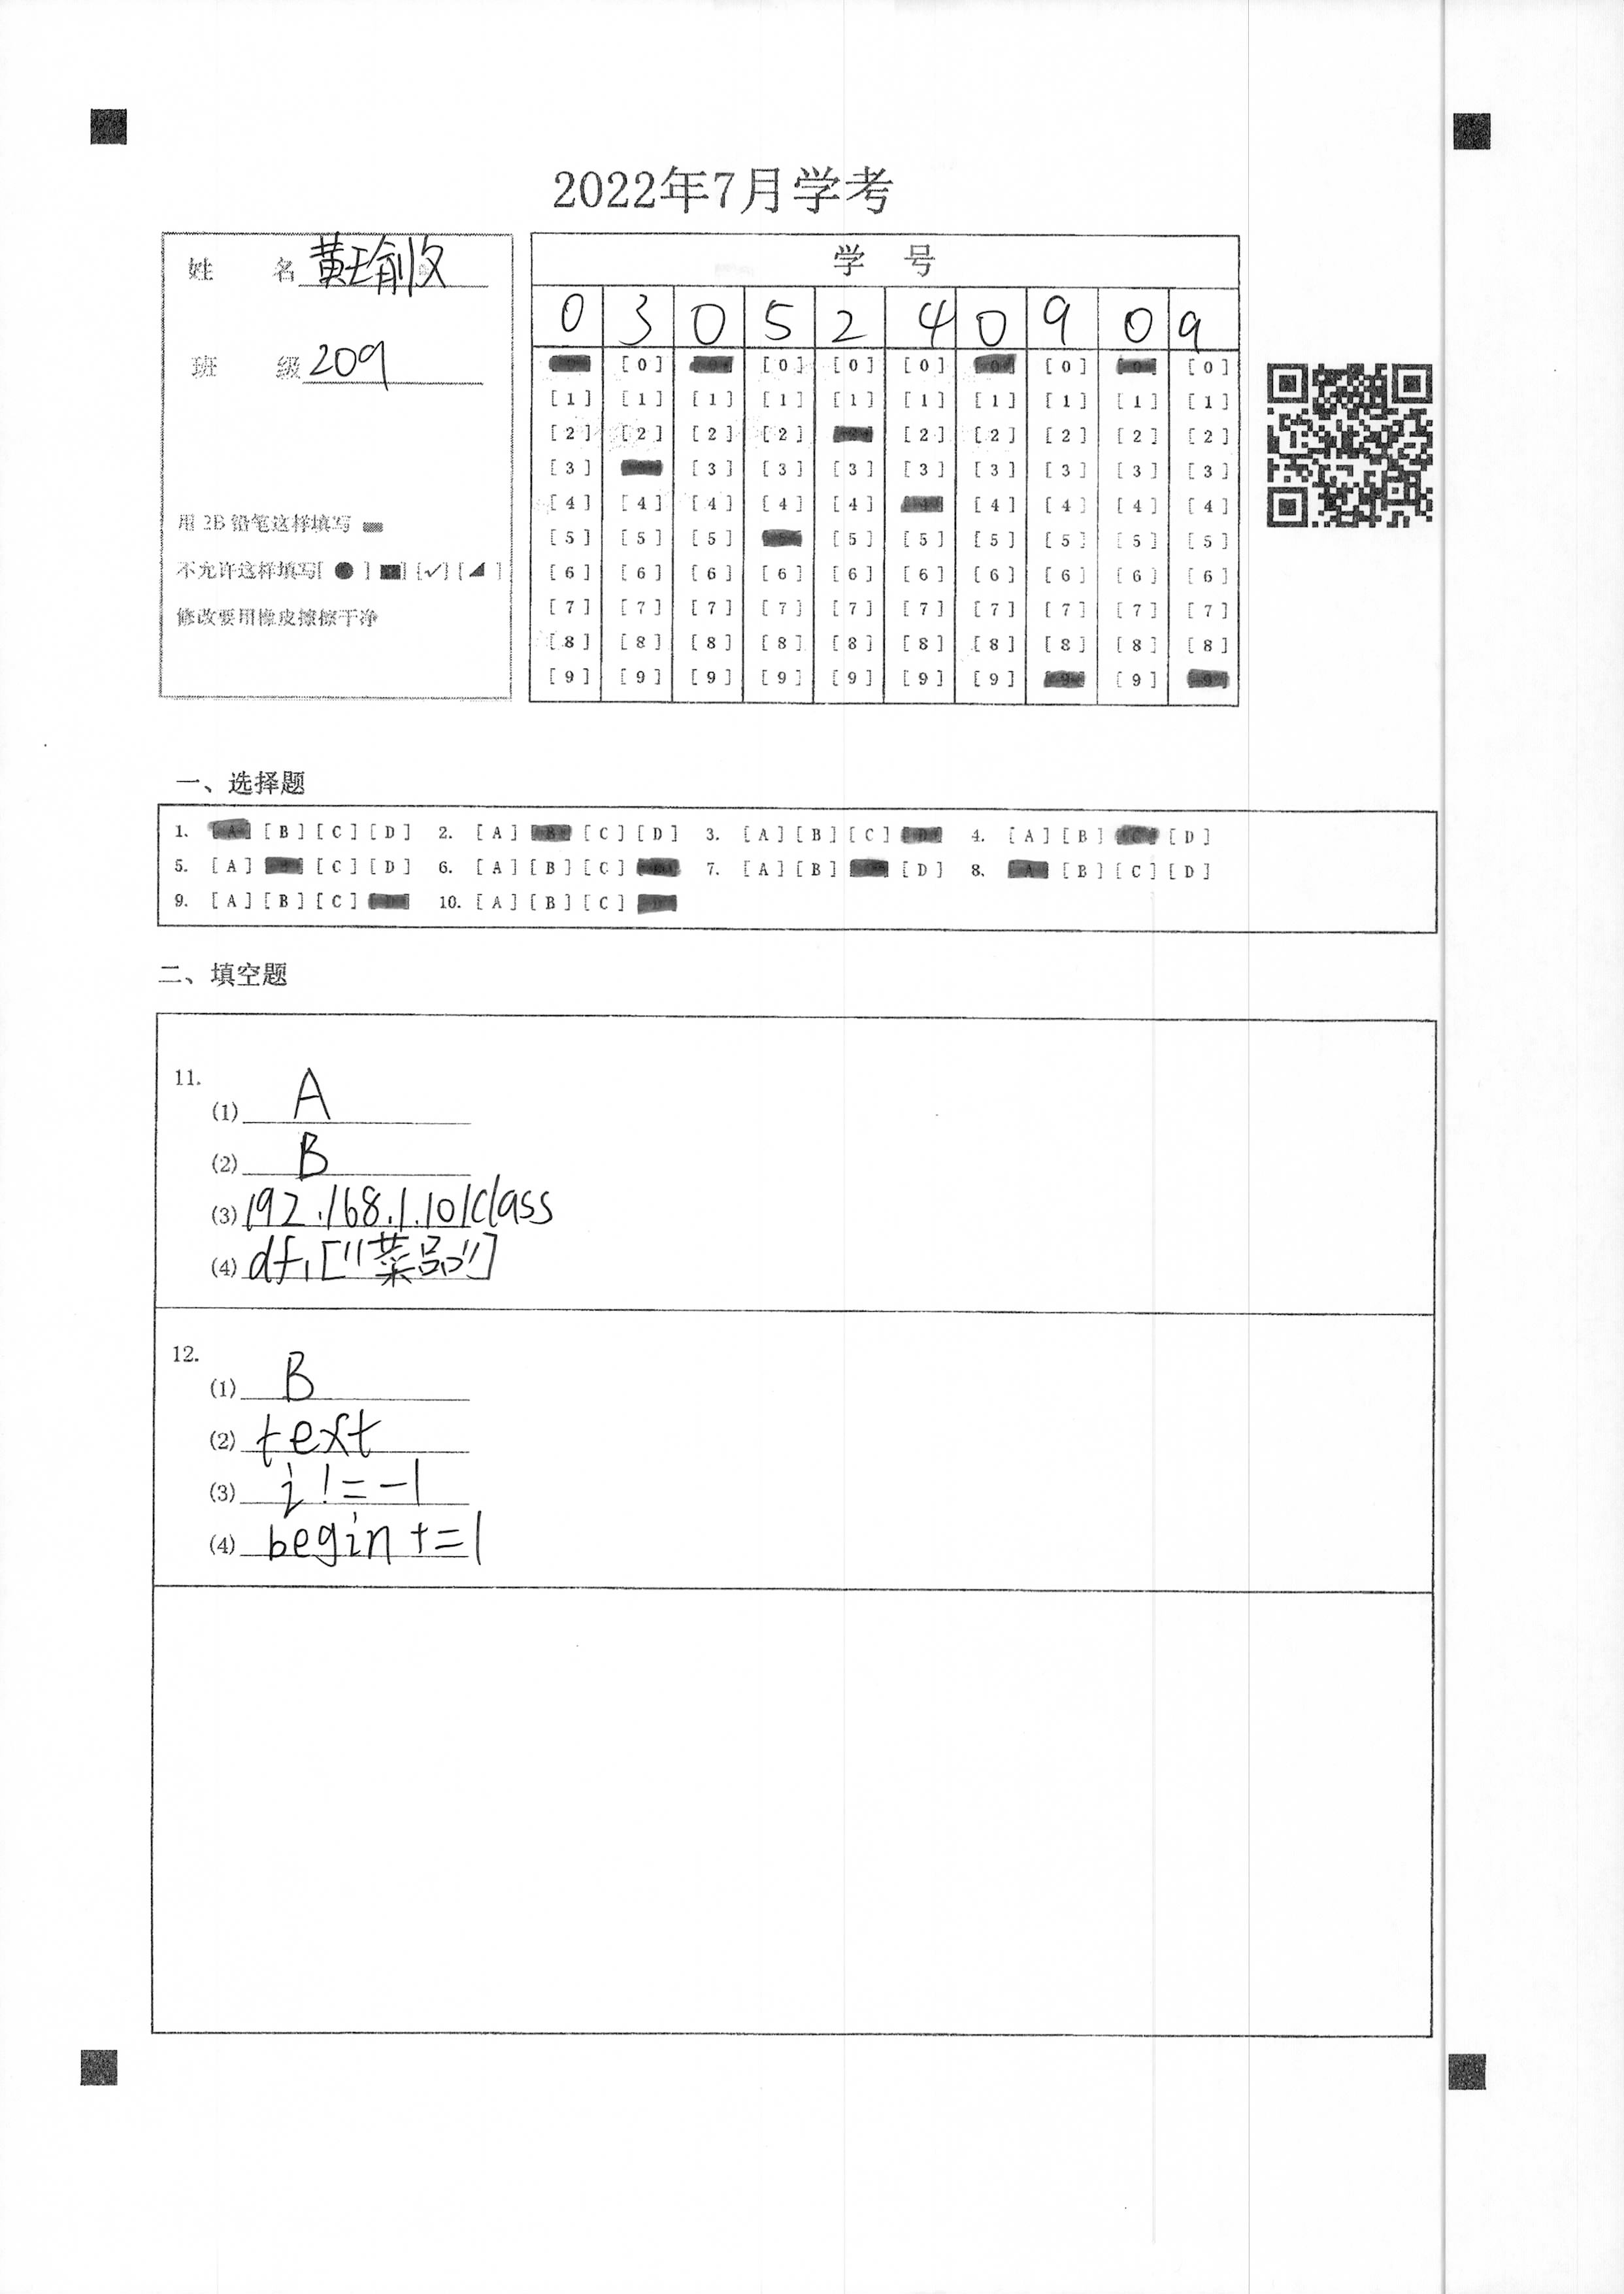 2022年7月学考
姓 名 黄瑜
班 级 209
用 2B 铅笔这样填写
不允许这样填写[ ● ] [■] [✓] [◢ ]
修改要用橡皮擦擦干净
学 号
0 3 0 5 2 4 0 9 0 9
[0] [0] [0] [0] [0] [0] [0] [0] [0] [0]
[1] [1] [1] [1] [1] [1] [1] [1] [1] [1]
[2] [2] [2] [2] [2] [2] [2] [2] [2]
[3] [3] [3] [3] [3] [3] [3] [3] [3]
[4] [4] [4] [4] [4] [4] [4] [4] [4] [4]
[5] [5] [5] [5] [5] [5] [5] [5] [5]
[6] [6] [6] [6] [6] [6] [6] [6] [6] [6]
[7] [7] [7] [7] [7] [7] [7] [7] [7] [7]
[8] [8] [8] [8] [8] [8] [8] [8] [8] [8]
[9] [9] [9] [9] [9] [9] [9] [9] [9] [9]
一、选择题
1. [A] [B] [C] [D] 2. [A] [B] [C] [D] 3. [A] [B] [C] [D] 4. [A] [B] [C] [D]
5. [A] [B] [C] [D] 6. [A] [B] [C] [D] 7. [A] [B] [D] 8. [A] [B] [C] [D]
9. [A] [B] [C] 10. [A] [B] [C] [D]
二、填空题
11.
(1) A
(2) B
(3) 192.168.1.10/class
(4) df1["菜品"]
12.
(1) B
(2) text
(3) i!=-1
(4) begin+=1